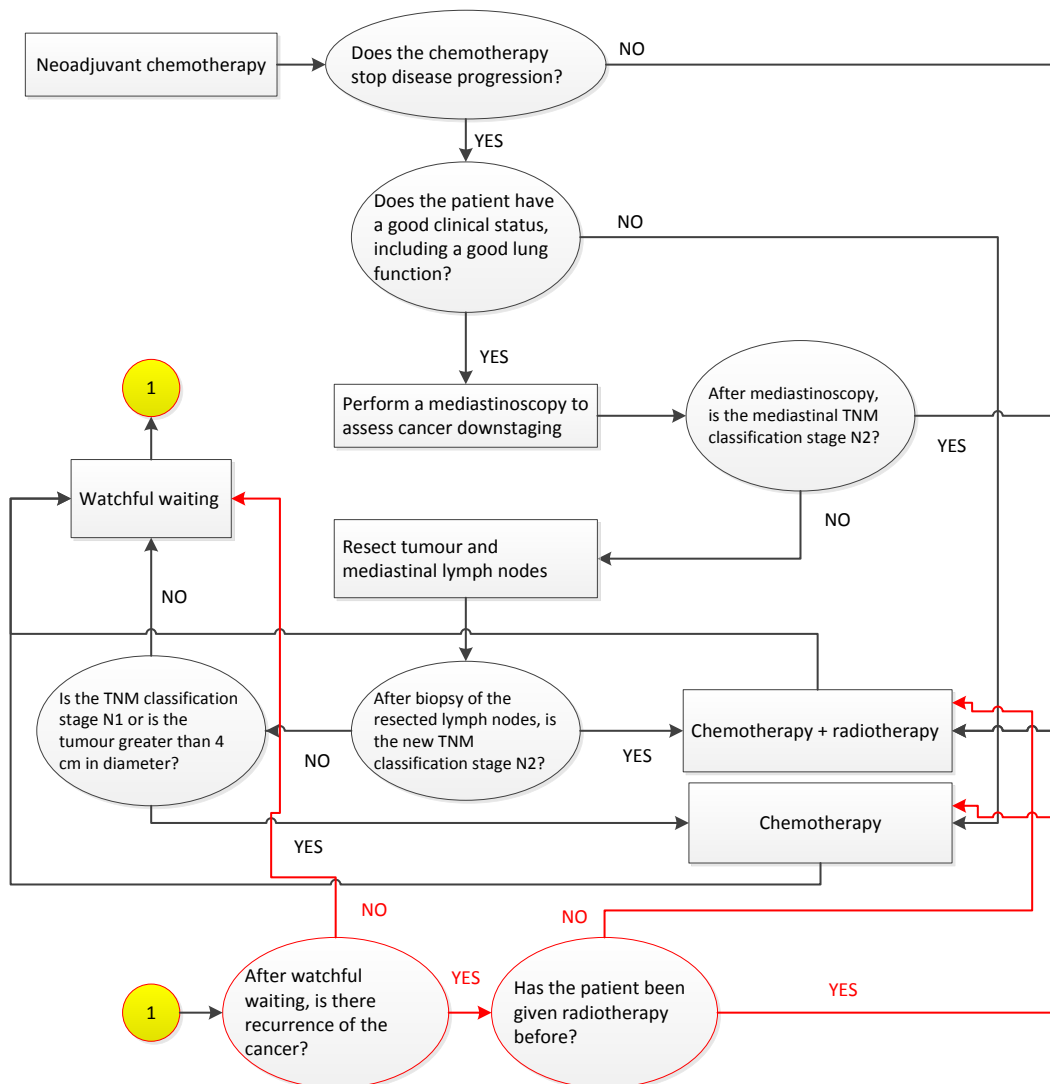 Neoadjuvant chemotherapy
Does the chemotherapy
stop disease progression?
NO
YES
Does the patient have
a good clinical status,
including a good lung
function?
NO
YES
1
Perform a mediastinoscopy to
assess cancer downstaging
After mediastinoscopy,
is the mediastinal TNM
classification stage N2?
YES
Watchful waiting
NO
Resect tumour and
mediastinal lymph nodes
NO
Is the TNM classification
stage N1 or is the
tumour greater than 4
cm in diameter?
After biopsy of the
resected lymph nodes, is
the new TNM
classification stage N2?
Chemotherapy + radiotherapy
NO
YES
Chemotherapy
YES
NO
NO
1
After watchful
waiting, is there
recurrence of the
cancer?
YES
Has the patient been
given radiotherapy
before?
YES